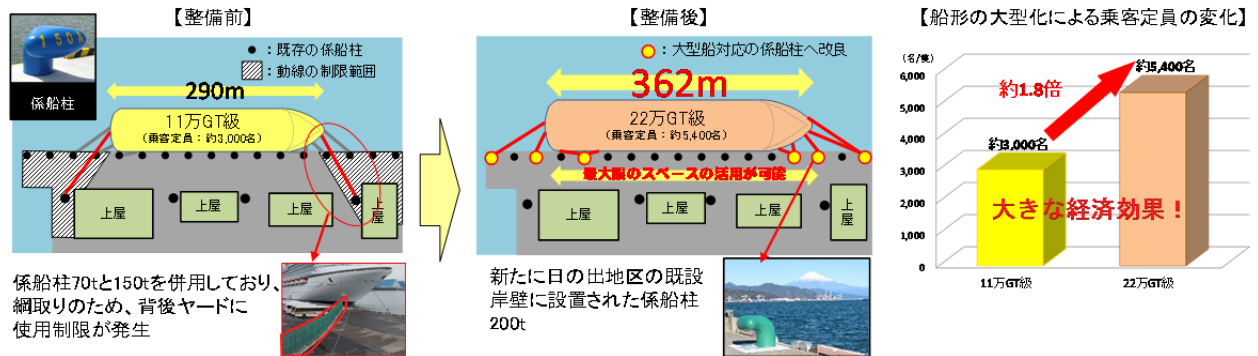 【整備前】
150A
係船柱
●：既存の係船柱
：動線の制限範囲
290m
11万GT級
（乗客定員：約3,000名）
上屋
上屋
上屋
上屋
係船柱70tと150tを併用しており、
綱取りのため、背後ヤードに
使用制限が発生
【整備後】
：大型船対応の係船柱へ改良
362m
22万GT級
（乗客定員：約5,400名）
最大限のスペースの活用が可能
上屋
上屋
上屋
上屋
新たに日の出地区の既設
岸壁に設置された係船柱
200t
【船形の大型化による乗客定員の変化】
（名/隻）
6,000
5,000
4,000
3,000
2,000
1,000
0
約5,400名
約1.8倍
約3,000名
大きな経済効果！
11万GT級
22万GT級